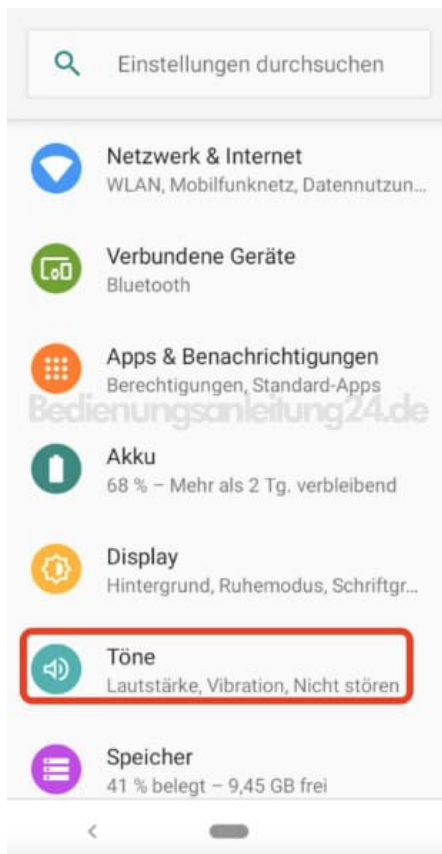 Einstellungen durchsuchen
Netzwerk & Internet
WLAN, Mobilfunknetz, Datennutzun...
Verbundene Geräte
Bluetooth
Apps & Benachrichtigungen
Berechtigungen, Standard-Apps
Bedienungsanleitung24.de
Akku
68 % – Mehr als 2 Tg. verbleibend
Display
Hintergrund, Ruhemodus, Schriftgr...
Töne
Lautstärke, Vibration, Nicht stören
Speicher
41 % belegt – 9,45 GB frei